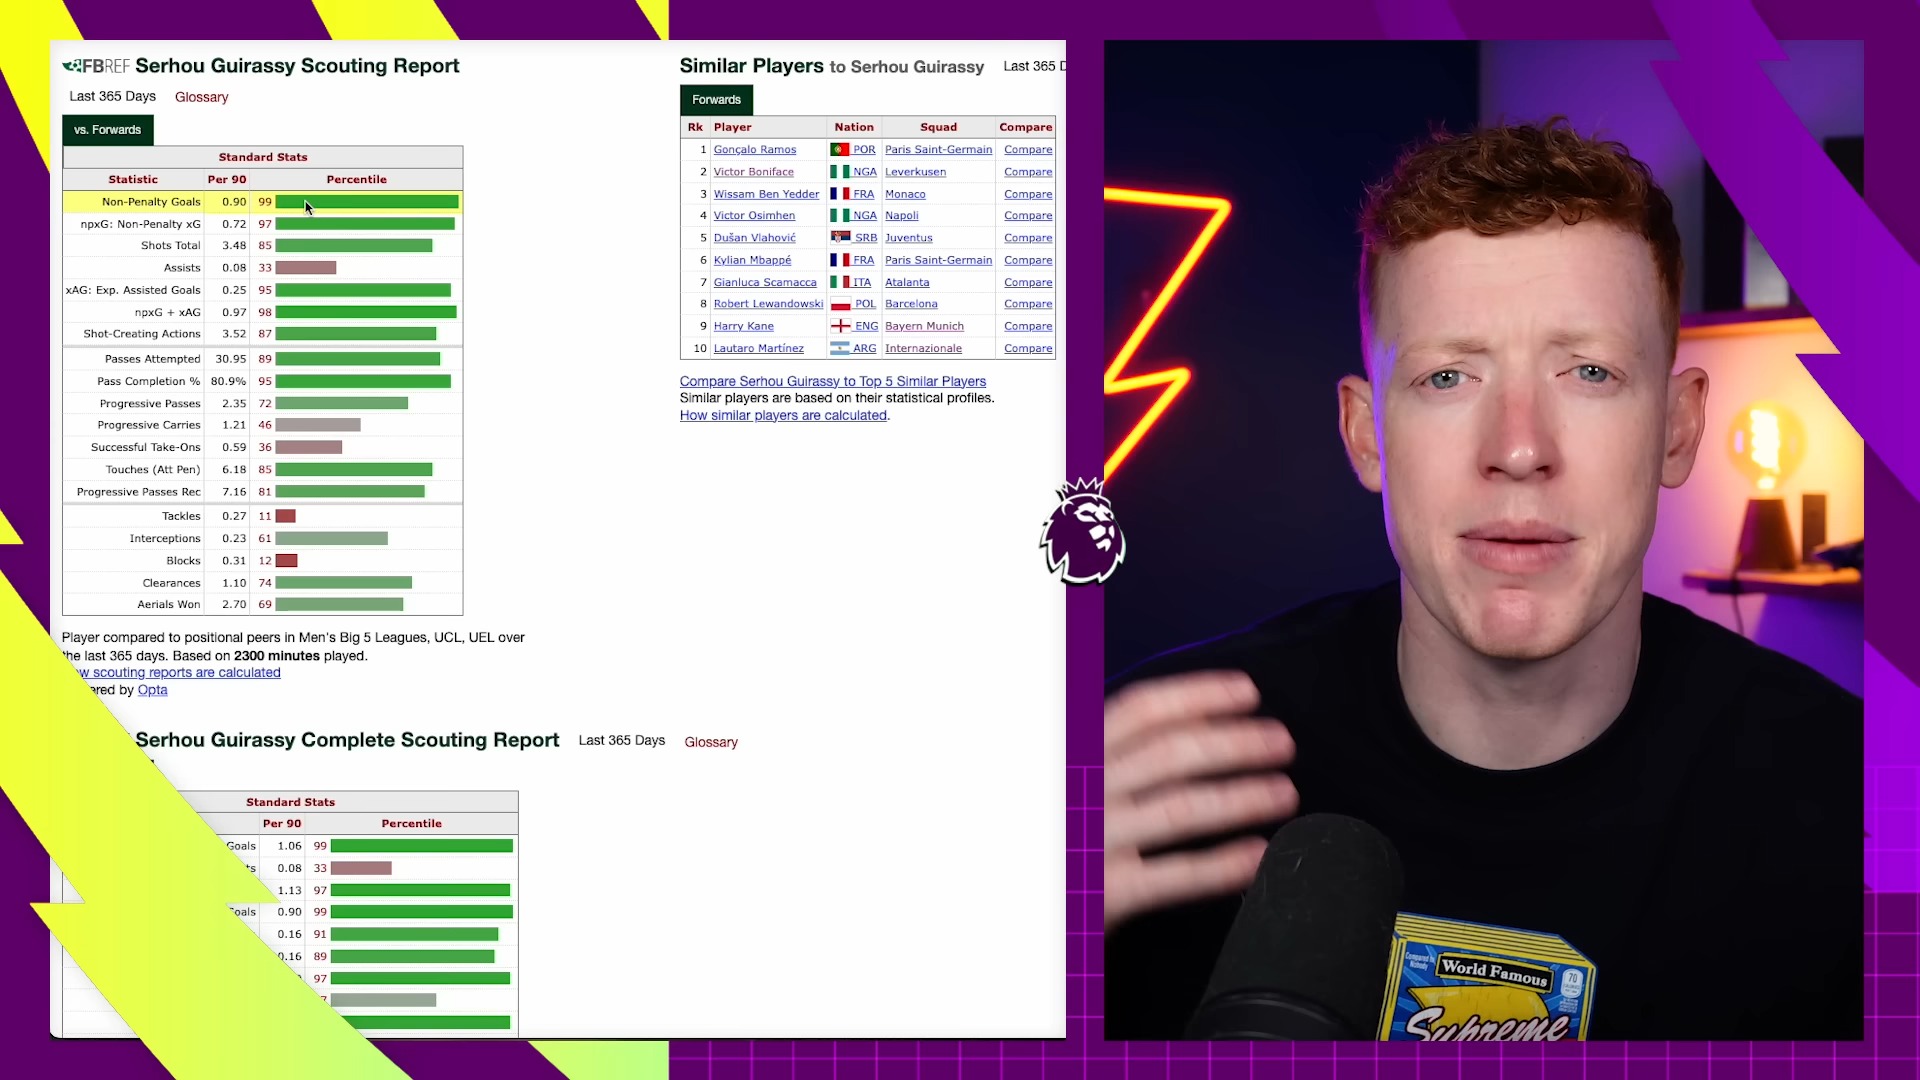 FBREF Serhou Guirassy Scouting Report
Last 365 Days Glossary
vs. Forwards
Standard Stats
Statistic Per 90 Percentile
Non-Penalty Goals 0.90 99
npxG: Non-Penalty xG 0.72 97
Shots Total 3.48 85
Assists 0.08 33
xAG: Exp. Assisted Goals 0.25 95
npxG + xAG 0.97 98
Shot-Creating Actions 3.52 87
Passes Attempted 30.95 89
Pass Completion % 80.9% 95
Progressive Passes 2.35 72
Progressive Carries 1.21 46
Successful Take-Ons 0.59 36
Touches (Att Pen) 6.18 85
Progressive Passes Rec 7.16 81
Tackles 0.27 11
Interceptions 0.23 61
Blocks 0.31 12
Clearances 1.10 74
Aerials Won 2.70 69
Player compared to positional peers in Men's Big 5 Leagues, UCL, UEL over
the last 365 days. Based on 2300 minutes played.
scouting reports are calculated
Opta
Similar Players to Serhou Guirassy Last 365 D
Forwards
Rk Player Nation Squad Compare
1 Gonçalo Ramos POR Paris Saint-Germain Compare
2 Victor Boniface NGA Leverkusen Compare
3 Wissam Ben Yedder FRA Monaco Compare
4 Victor Osimhen NGA Napoli Compare
5 Dušan Vlahović SRB Juventus Compare
6 Kylian Mbappé FRA Paris Saint-Germain Compare
7 Gianluca Scamacca ITA Atalanta Compare
8 Robert Lewandowski POL Barcelona Compare
9 Harry Kane ENG Bayern Munich Compare
10 Lautaro Martínez ARG Internazionale Compare
Compare Serhou Guirassy to Top 5 Similar Players
Similar players are based on their statistical profiles.
How similar players are calculated.
Serhou Guirassy Complete Scouting Report Last 365 Days Glossary
Standard Stats
Per 90 Percentile
Goals 1.06 99
0.08 33
1.13 97
Goals 0.90 99
0.16 91
0.16 89
97
Compared to
Nobody
World Famous
70
Supreme